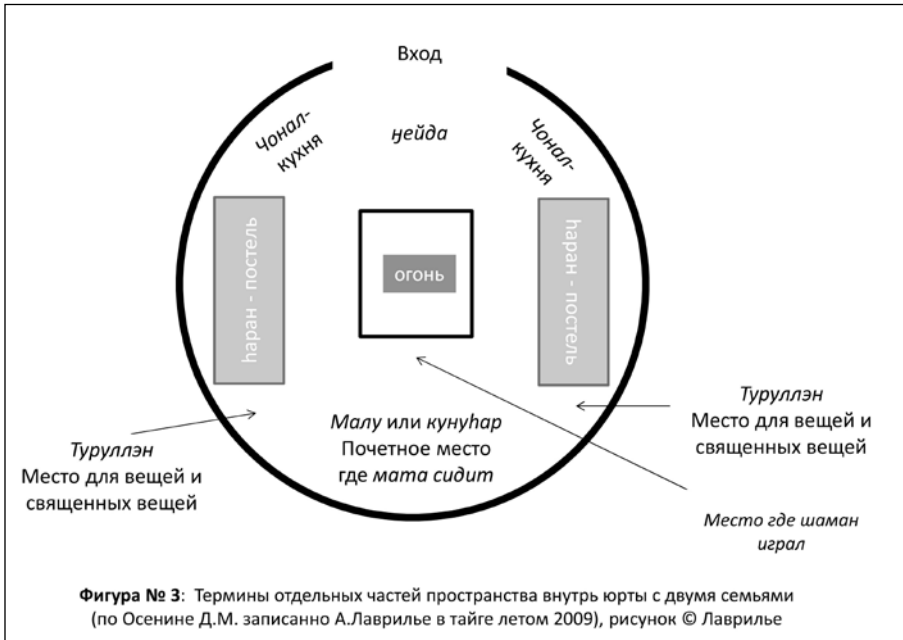 Вход
Чонал-
кухня
ӈейда
Чонал-
кухня
һаран - постель
огонь
һаран - постель
Туруллэн
Место для вещей и
священных вещей
Малу или кунуһар
Почетное место
где мата сидит
Туруллэн
Место для вещей и
священных вещей
Место где шаман
играл
Фигура № 3: Термины отдельных частей пространства внутрь юрты с двумя семьями
(по Осенине Д.М. записанно А.Лаврилье в тайге летом 2009), рисунок © Лаврилье